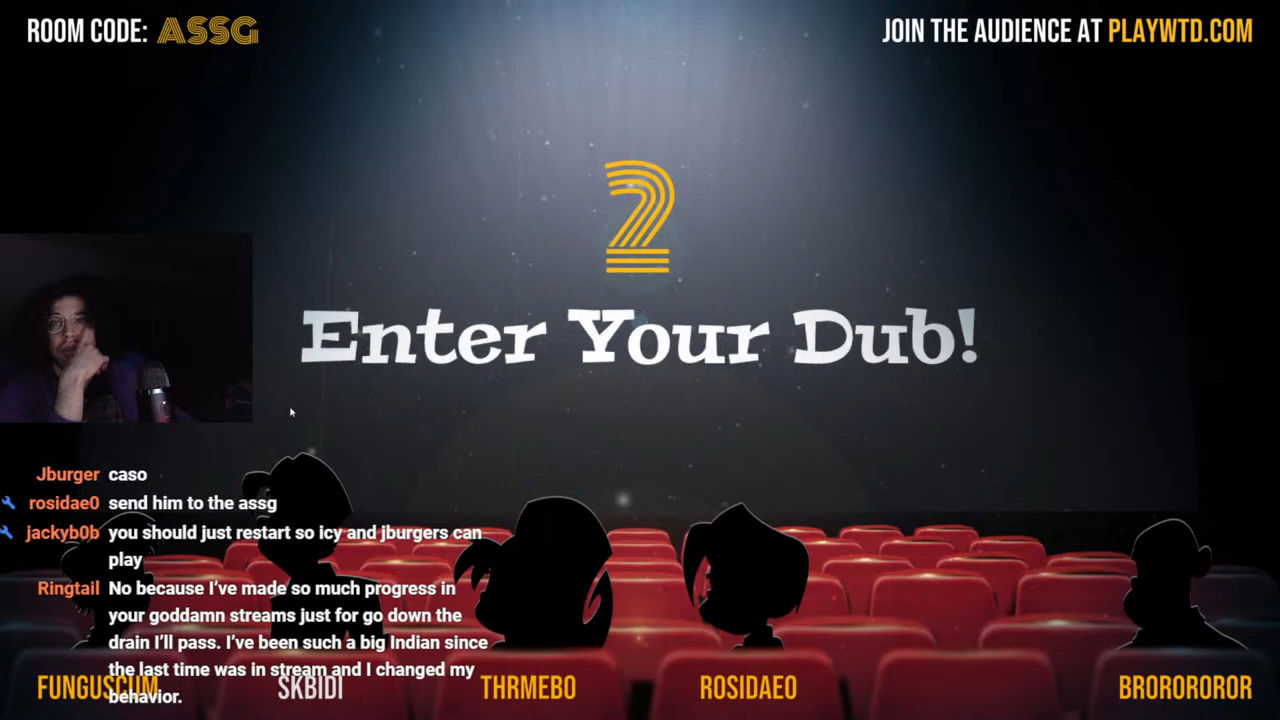 ROOM CODE: ASSG
JOIN THE AUDIENCE AT PLAYWTD.COM
2
Enter Your Dub!
Jburger caso
rosidae0 send him to the assg
jackyb0b you should just restart so icy and jburgers can
play
Ringtail No because I’ve made so much progress in
your goddamn streams just for go down the
drain I’ll pass. I’ve been such a big Indian since
the last time was in stream and I changed my
behavior.
FUNGUSCUM SKBIDI THRMEBO ROSIDAEO BROROROROR